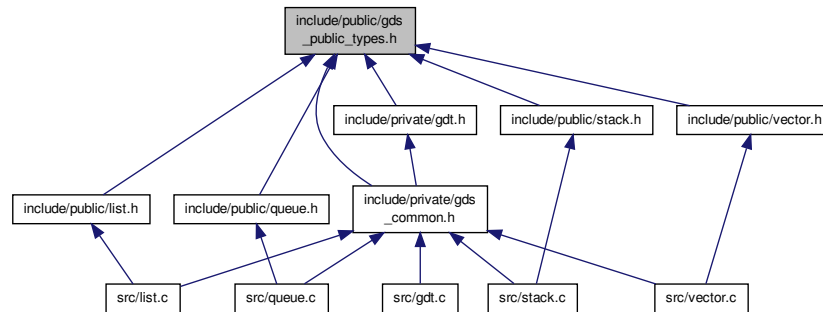 include/public/gds
_public_types.h
include/private/gdt.h
include/public/stack.h
include/public/vector.h
include/public/list.h
include/public/queue.h
include/private/gds
_common.h
src/list.c
src/queue.c
src/gdt.c
src/stack.c
src/vector.c